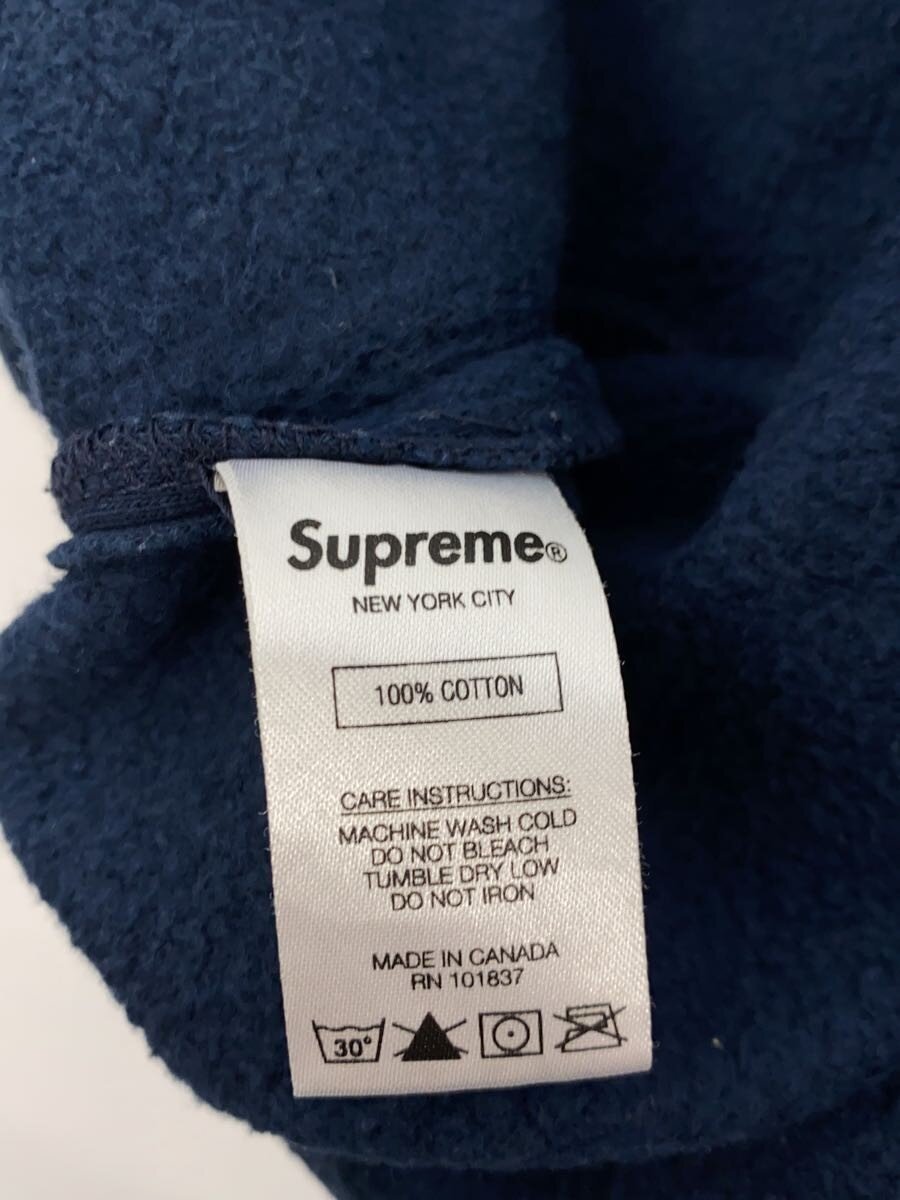 Supreme®
NEW YORK CITY
100% COTTON
CARE INSTRUCTIONS:
MACHINE WASH COLD
DO NOT BLEACH
TUMBLE DRY LOW
DO NOT IRON
MADE IN CANADA
RN 101837
30°